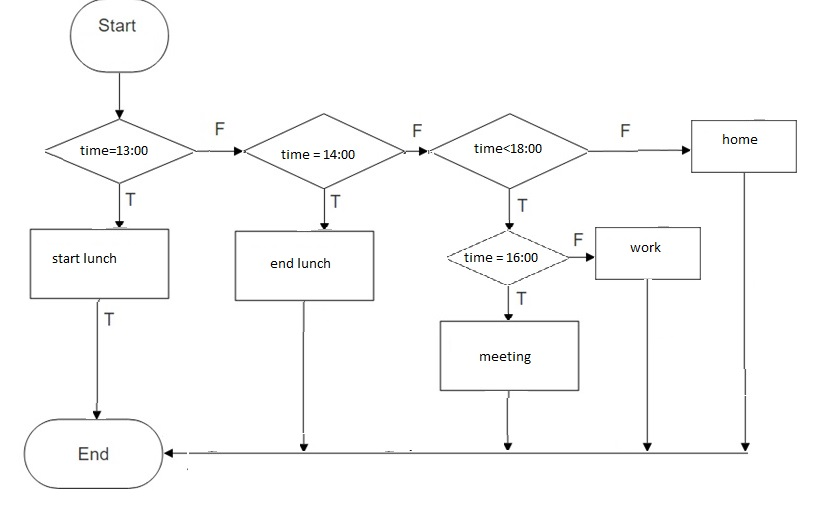 Start
F
F
F
time=13:00
time = 14:00
time<18:00
home
T
T
T
start lunch
end lunch
time = 16:00
F
work
T
T
meeting
End